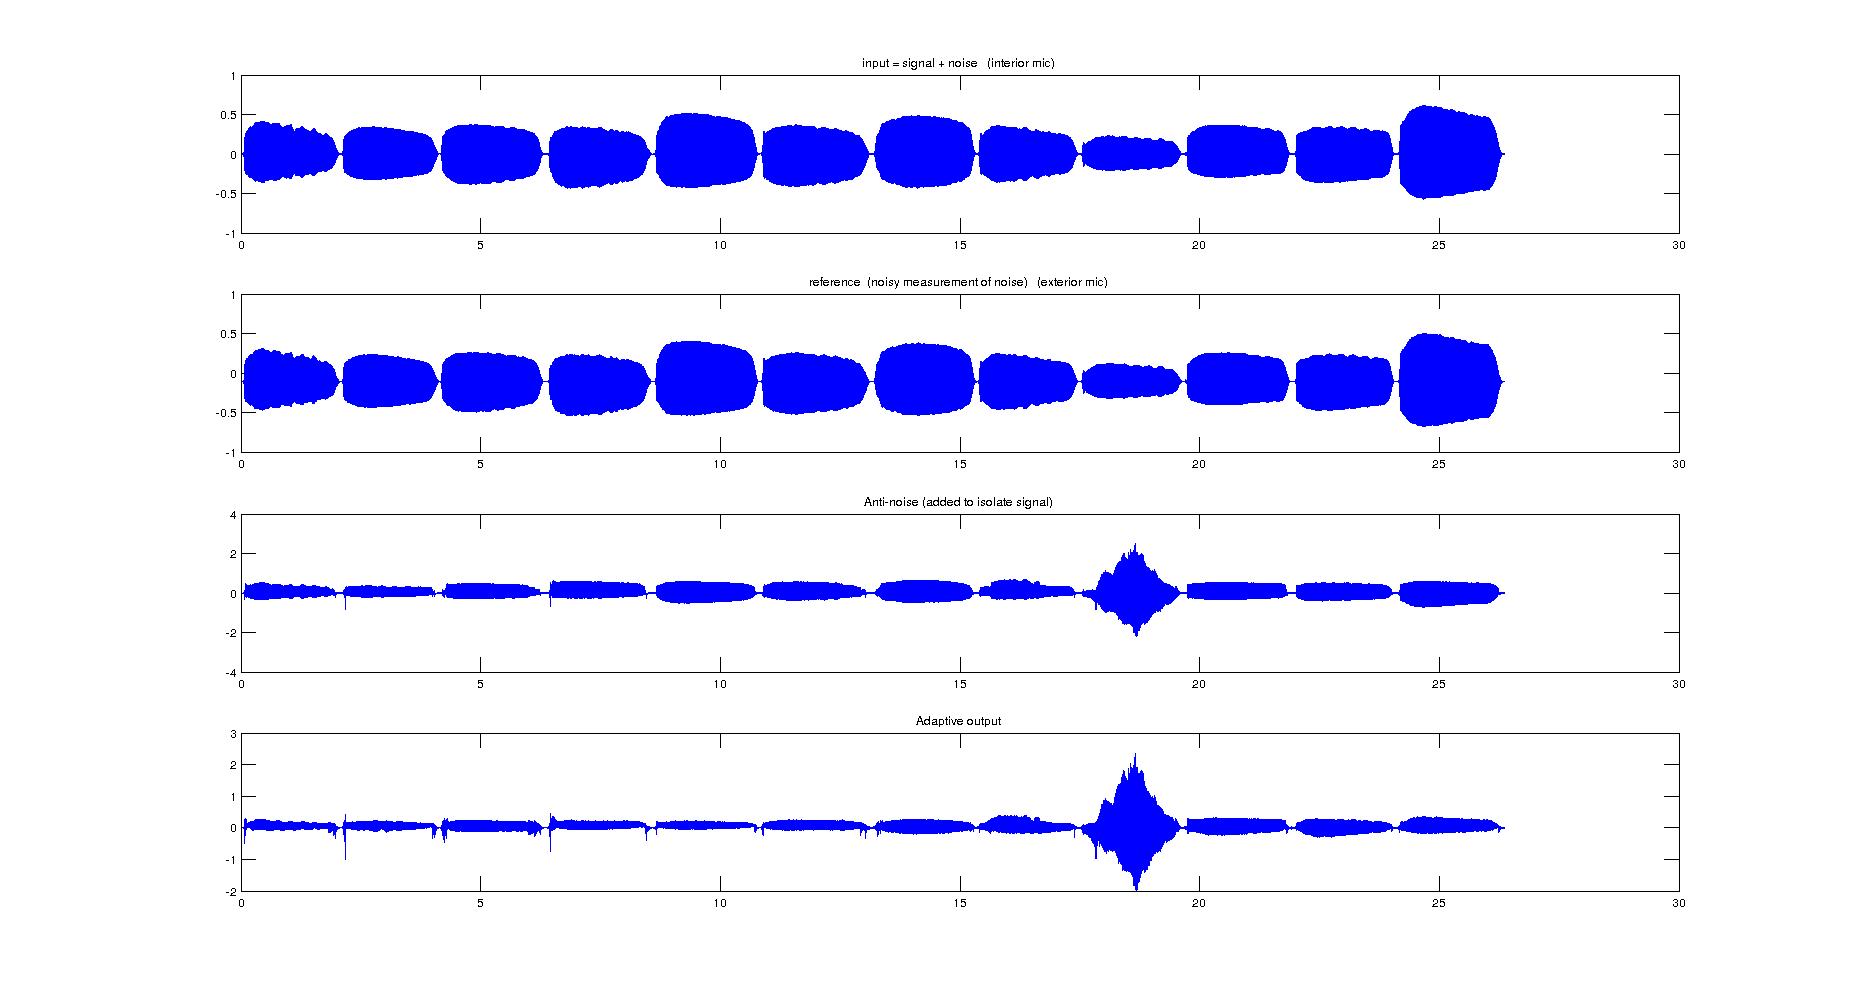 input = signal + noise   (interior mic)
1
0.5
0
-0.5
-1
0 5 10 15 20 25 30
reference  (noisy measurement of noise)   (exterior mic)
1
0.5
0
-0.5
-1
0 5 10 15 20 25 30
Anti-noise (added to isolate signal)
4
2
0
-2
-4
0 5 10 15 20 25 30
Adaptive output
3
2
1
0
-1
-2
0 5 10 15 20 25 30